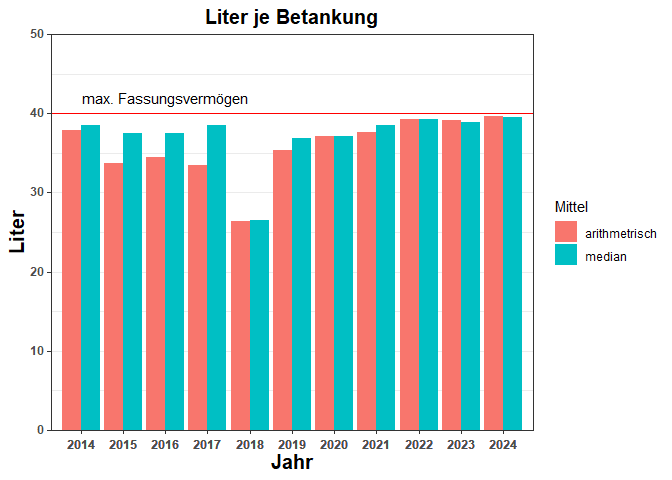 Liter je Betankung
50
40
30
20
10
0
Liter
max. Fassungsvermögen
2014 2015 2016 2017 2018 2019 2020 2021 2022 2023 2024
Jahr
Mittel
arithmetrisch
median